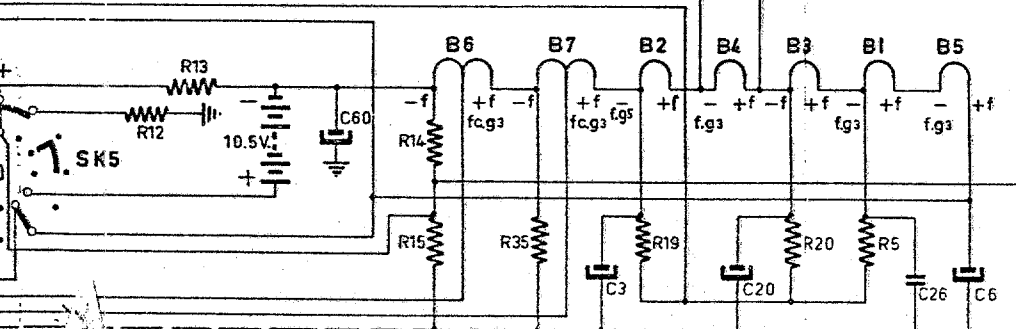 B6 B7 B2 B4 B3 B1 B5
+ R13
−f +f −f +f − +f − +f −f +f − +f − +f
fc.g3 fc.g3 f.g5 f.g3 f.g3 f.g3
− C60
R12
10.5V.
R14
SK5
+
R15 R35 R19 R20 R5
C3 C20 C26 C6